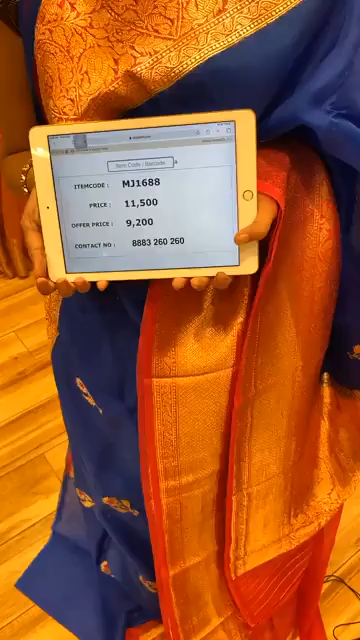 Item Code | Barcode
ITEMCODE : MJ1688
PRICE : 11,500
OFFER PRICE : 9,200
CONTACT NO : 8883 260 260